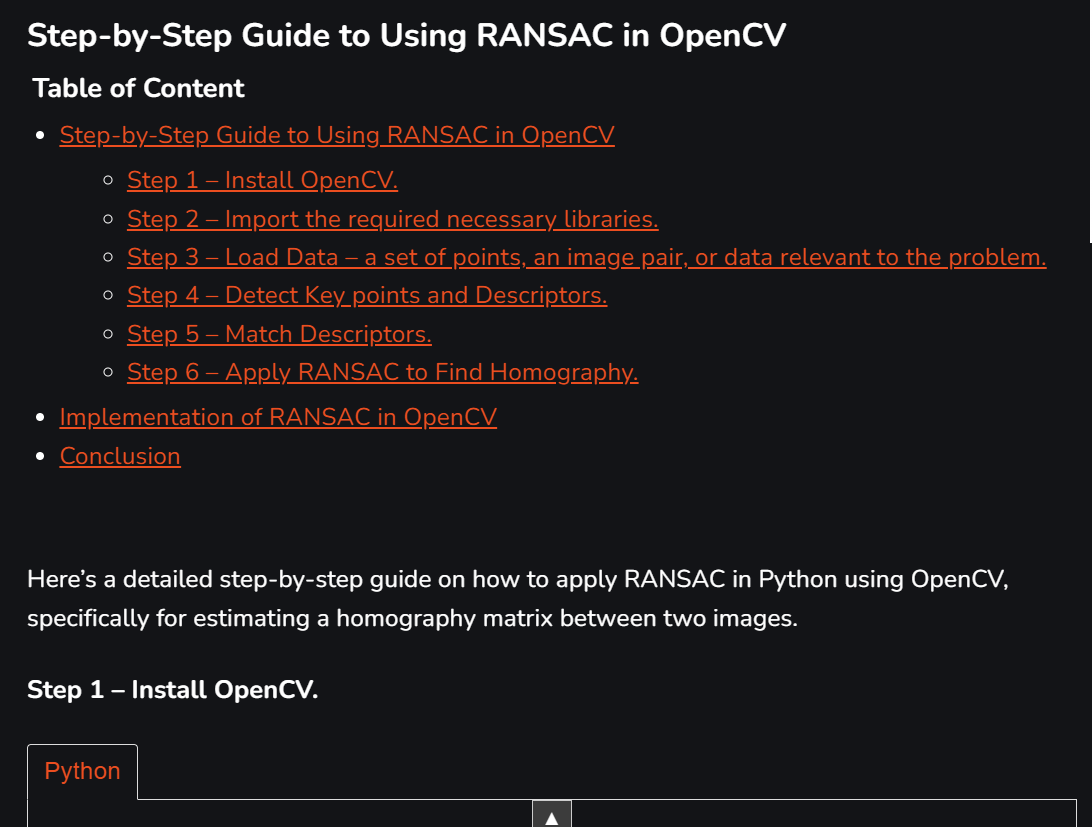 Step-by-Step Guide to Using RANSAC in OpenCV
Table of Content
Step-by-Step Guide to Using RANSAC in OpenCV
Step 1 – Install OpenCV.
Step 2 – Import the required necessary libraries.
Step 3 – Load Data – a set of points, an image pair, or data relevant to the problem.
Step 4 – Detect Key points and Descriptors.
Step 5 – Match Descriptors.
Step 6 – Apply RANSAC to Find Homography.
Implementation of RANSAC in OpenCV
Conclusion
Here’s a detailed step-by-step guide on how to apply RANSAC in Python using OpenCV,
specifically for estimating a homography matrix between two images.
Step 1 – Install OpenCV.
Python